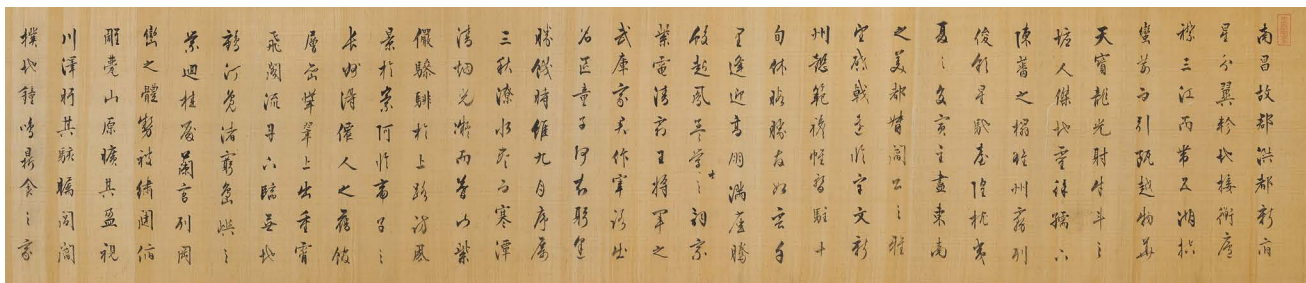 南昌故郡洪都新府
星分翼軫地接衡廬
襟三江而帶五湖控
蠻荊而引甌越物華
天寶龍光射牛斗之
墟人傑地靈徐孺下
陳蕃之榻雄州霧列
俊彩星馳臺隍枕夷
夏之交賓主盡東南
之美都督閻公之雅
望棨戟遙臨宇文新
州懿範襜帷暫駐十
旬休暇勝友如雲千
里逢迎高朋滿座騰
蛟起鳳孟學士之詞宗
紫電清霜王將軍之
武庫家君作宰路出
名區童子何知躬逢
勝餞時維九月序屬
三秋潦水盡而寒潭
清烟光凝而暮山紫
儼驂騑於上路訪風
景於崇阿臨帝子之
長洲得僊人之舊館
層巒聳翠上出重霄
飛閣流丹下臨無地
鶴汀鳧渚窮島嶼之
縈迴桂殿蘭宮列岡
巒之體勢披繡闥俯
雕甍山原曠其盈視
川澤盱其駭矚閭閻
撲地鐘鳴鼎食之家